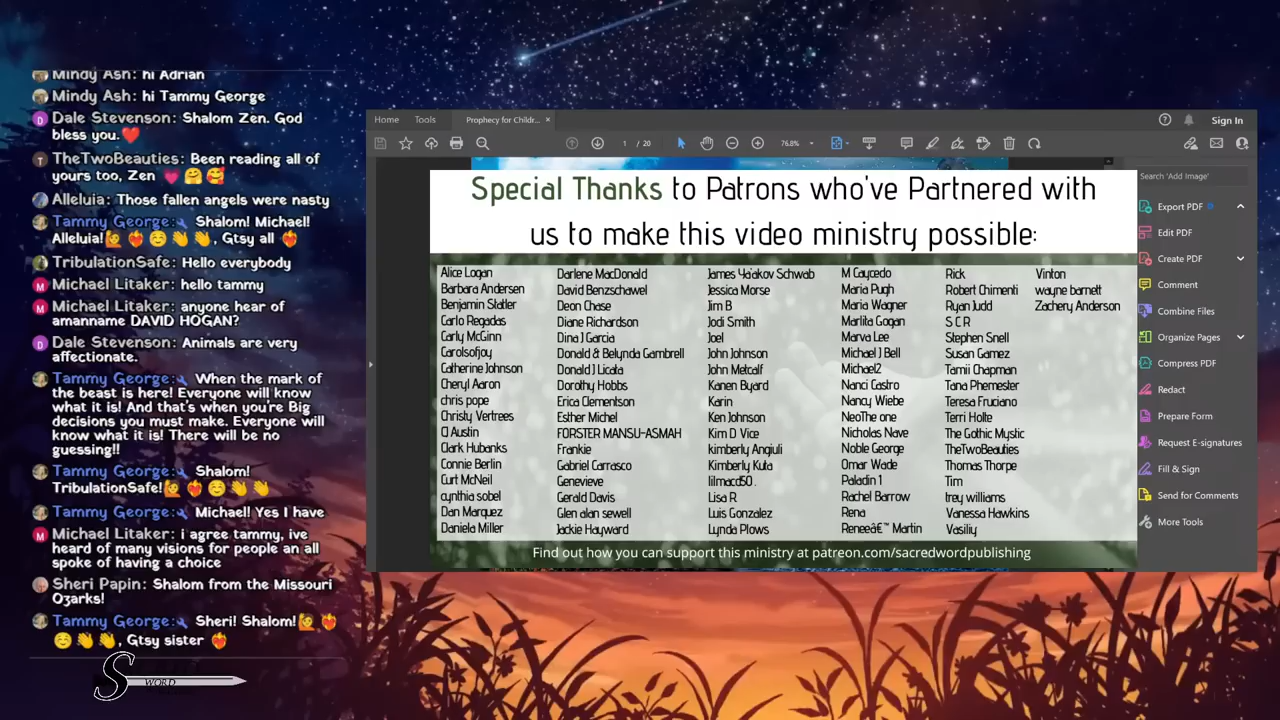 Mindy Ash: hi Adrian
Mindy Ash: hi Tammy George
D Dale Stevenson: Shalom Zen. God
bless you.❤️
T TheTwoBeauties: Been reading all of
yours too, Zen 💗🤗🥰
Alleluia: Those fallen angels were nasty
Tammy George: Shalom! Michael!
Alleluia!🙋❤️‍🔥☺️👋👋, Gtsy all ❤️‍🔥
TribulationSafe: Hello everybody
M Michael Litaker: hello tammy
M Michael Litaker: anyone hear of
amanname DAVID HOGAN?
D Dale Stevenson: Animals are very
affectionate.
Tammy George: When the mark of
the beast is here! Everyone will know
what it is! And that's when you're Big
decisions you must make. Everyone will
know what it is! There will be no
guessing!!
Tammy George: Shalom!
TribulationSafe!🙋❤️‍🔥☺️👋👋
Tammy George: Michael! Yes I have
M Michael Litaker: i agree tammy, ive
heard of many visions for people an all
spoke of having a choice
Sheri Papin: Shalom from the Missouri
Ozarks!
Tammy George: Sheri! Shalom!🙋❤️‍🔥
☺️👋👋, Gtsy sister ❤️‍🔥
S WORD
Home Tools Prophecy for Childr... × Sign In
1 / 20 76.8%
Special Thanks to Patrons who've Partnered with
us to make this video ministry possible:
Alice Logan
Barbara Andersen
Benjamin Slatter
Carlo Regadas
Carly McGinn
Carolsofjoy
Catherine Johnson
Cheryl Aaron
chris pope
Christy Vertrees
CJ Austin
Clark Hubanks
Connie Berlin
Curt McNeil
cynthia sobel
Dan Marquez
Daniela Miller
Darlene MacDonald
David Benzschawel
Deon Chase
Diane Richardson
Dina J Garcia
Donald & Belynda Gambrell
Donald J Licata
Dorothy Hobbs
Erica Clementson
Esther Michel
FORSTER MANSU-ASMAH
Frankie
Gabriel Carrasco
Genevieve
Gerald Davis
Glen alan sewell
Jackie Hayward
James Ya'akov Schwab
Jessica Morse
Jim B
Jodi Smith
Joel
John Johnson
John Metcalf
Karen Byard
Karin
Ken Johnson
Kim D Vice
kimberly Angiuli
Kimberly Kuta
lilmacd50 .
Lisa R
Luis Gonzalez
Lynda Plows
M Caycedo
Maria Pugh
Maria Wagner
Marlita Gogan
Marva Lee
Michael J Bell
Michael2
Nanci Castro
Nancy Wiebe
NeoThe one
Nicholas Nave
Noble George
Omar Wade
Paladin 1
Rachel Barrow
Rena
Reneeâ€™ Martin
Rick
Robert Chimenti
Ryan Judd
S C R
Stephen Snell
Susan Gamez
Tamii Chapman
Tana Phemester
Teresa Fruciano
Terri Holte
The Gothic Mystic
TheTwoBeauties
Thomas Thorpe
Tim
trey williams
Vanessa Hawkins
Vasiliy
Vinton
wayne barnett
Zachery Anderson
Find out how you can support this ministry at patreon.com/sacredwordpublishing
Search 'Add Image'
Export PDF
Edit PDF
Create PDF
Comment
Combine Files
Organize Pages
Compress PDF
Redact
Prepare Form
Request E-signatures
Fill & Sign
Send for Comments
More Tools